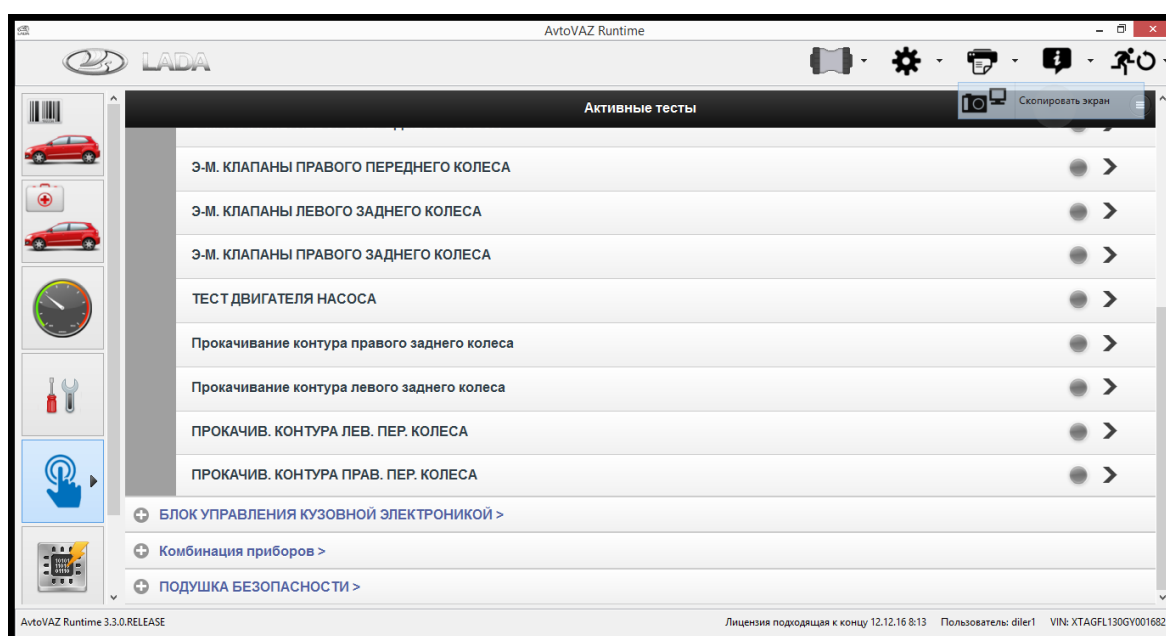 AvtoVAZ Runtime
LADA
Активные тесты
Скопировать экран
Э-М. КЛАПАНЫ ПРАВОГО ПЕРЕДНЕГО КОЛЕСА
Э-М. КЛАПАНЫ ЛЕВОГО ЗАДНЕГО КОЛЕСА
Э-М. КЛАПАНЫ ПРАВОГО ЗАДНЕГО КОЛЕСА
ТЕСТ ДВИГАТЕЛЯ НАСОСА
Прокачивание контура правого заднего колеса
Прокачивание контура левого заднего колеса
ПРОКАЧИВ. КОНТУРА ЛЕВ. ПЕР. КОЛЕСА
ПРОКАЧИВ. КОНТУРА ПРАВ. ПЕР. КОЛЕСА
БЛОК УПРАВЛЕНИЯ КУЗОВНОЙ ЭЛЕКТРОНИКОЙ >
Комбинация приборов >
ПОДУШКА БЕЗОПАСНОСТИ >
AvtoVAZ Runtime 3.3.0.RELEASE Лицензия подходящая к концу 12.12.16 8:13 Пользователь: diler1 VIN: XTAGFL130GY001682